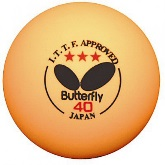 I.T.T.F. APPROVED
Butterfly
40
JAPAN